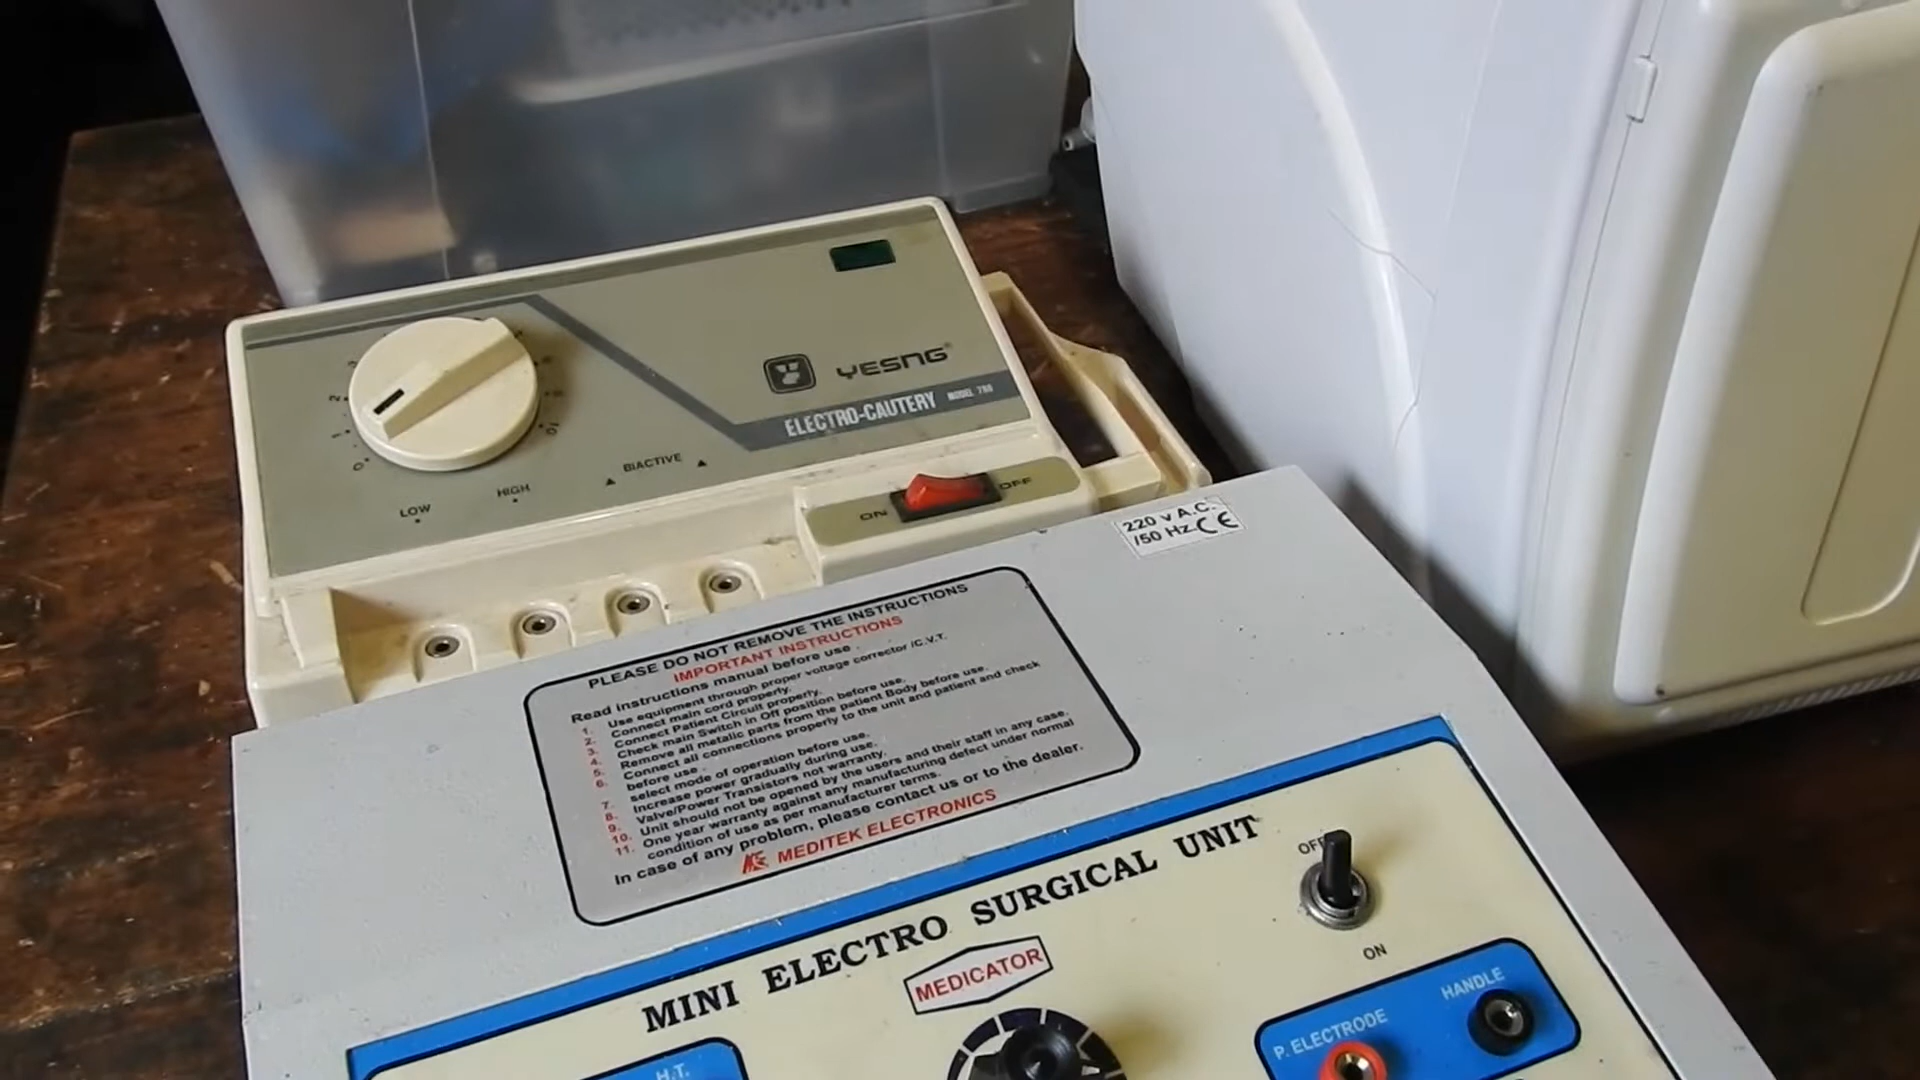 YESNG
ELECTRO-CAUTERY MODEL 788
2
1
0
10
BIACTIVE
LOW
HIGH
ON
OFF
220 v A.C.
/50 Hz CE
PLEASE DO NOT REMOVE THE INSTRUCTIONS
IMPORTANT INSTRUCTIONS
Read instructions manual before use .
1. Use equipment through proper voltage corrector /C.V.T.
2. Connect main cord properly.
3. Connect Patient Circuit properly.
4. Check main Switch in Off position before use.
5. Remove all metalic parts from the patient Body before use.
6. Connect all connections properly to the unit and patient and check
before use .
7. select mode of operation before use.
8. Increase power gradually during use.
9. Valve/Power Transistors not warranty.
10. Unit should not be opened by the users and their staff in any case.
11. One year warranty against any manufacturing defect under normal
condition of use as per manufacturer terms.
In case of any problem, please contact us or to the dealer.
MEDITEK ELECTRONICS
MINI ELECTRO SURGICAL UNIT
MEDICATOR
OFF
ON
H.T.
P. ELECTRODE
HANDLE